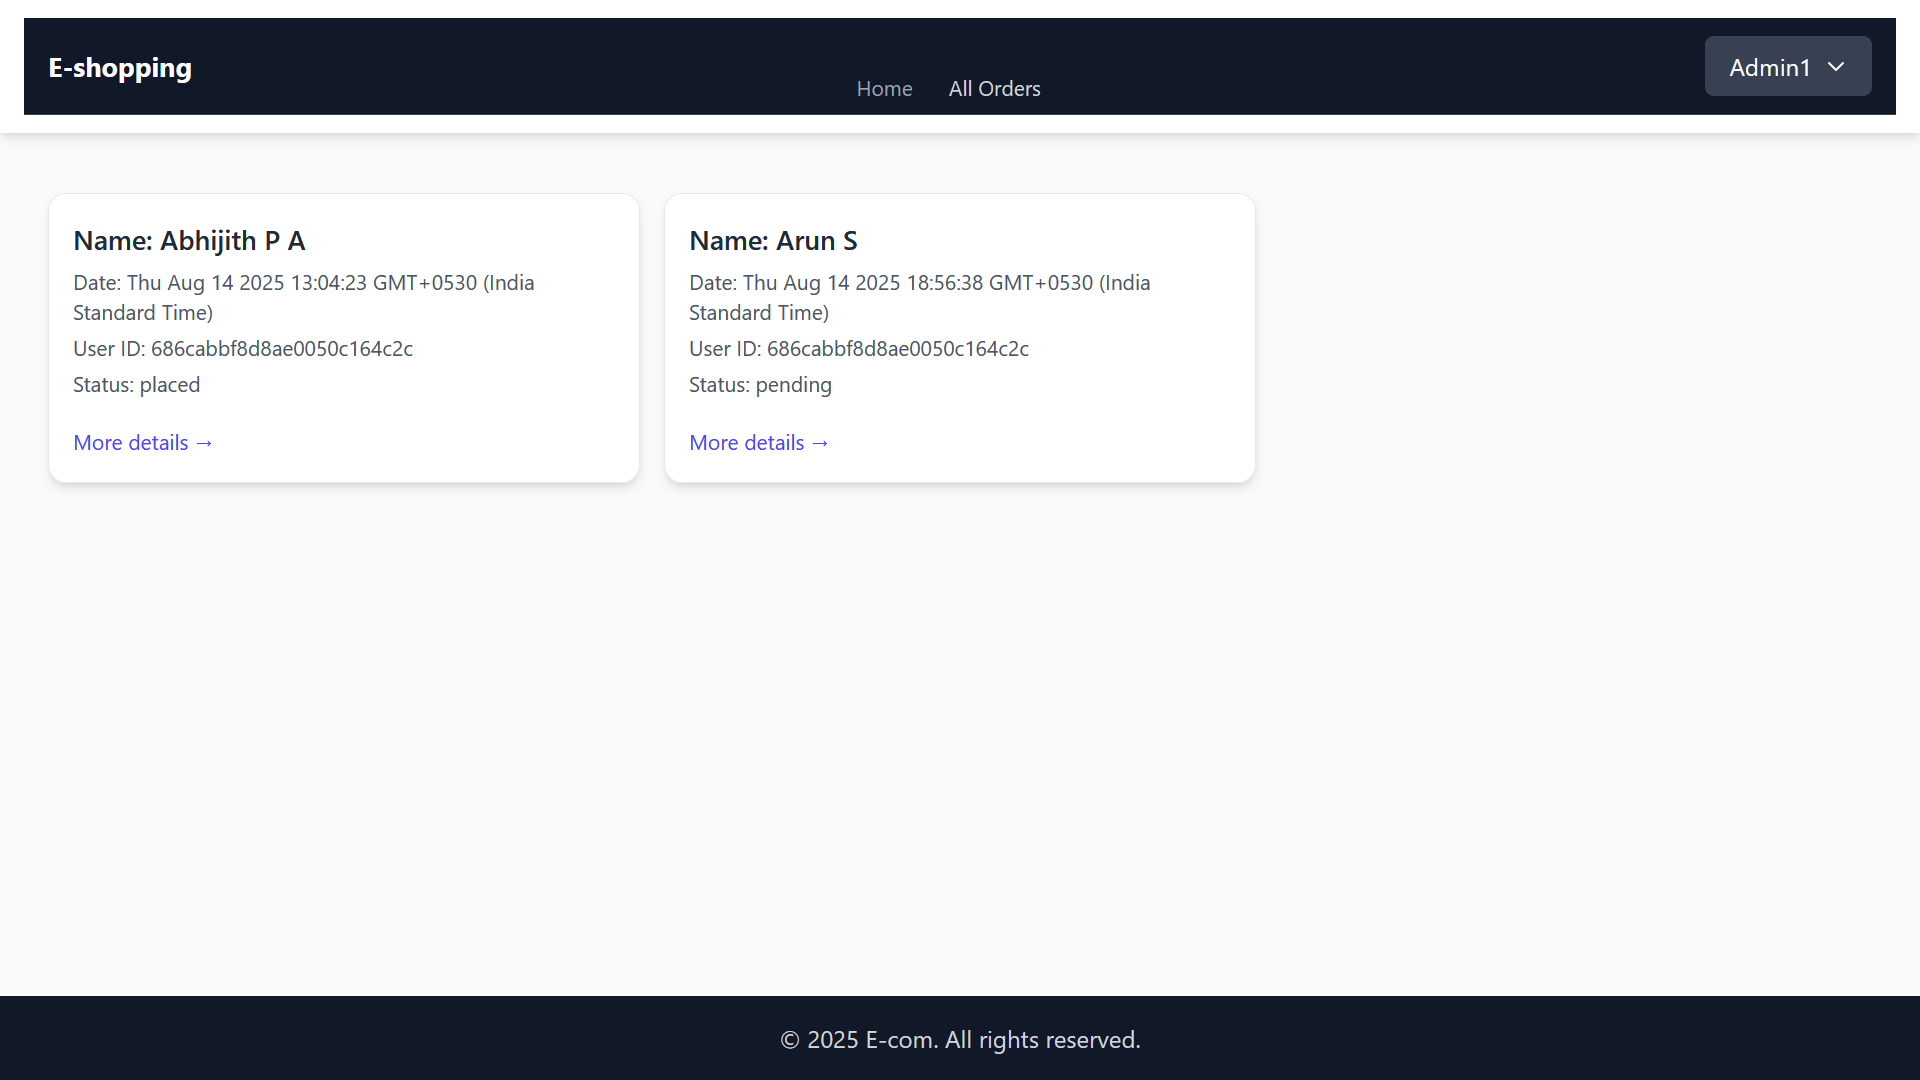 E-shopping
Home
All Orders
Admin1
Name: Abhijith P A
Date: Thu Aug 14 2025 13:04:23 GMT+0530 (India
Standard Time)
User ID: 686cabbf8d8ae0050c164c2c
Status: placed
More details →
Name: Arun S
Date: Thu Aug 14 2025 18:56:38 GMT+0530 (India
Standard Time)
User ID: 686cabbf8d8ae0050c164c2c
Status: pending
More details →
© 2025 E-com. All rights reserved.